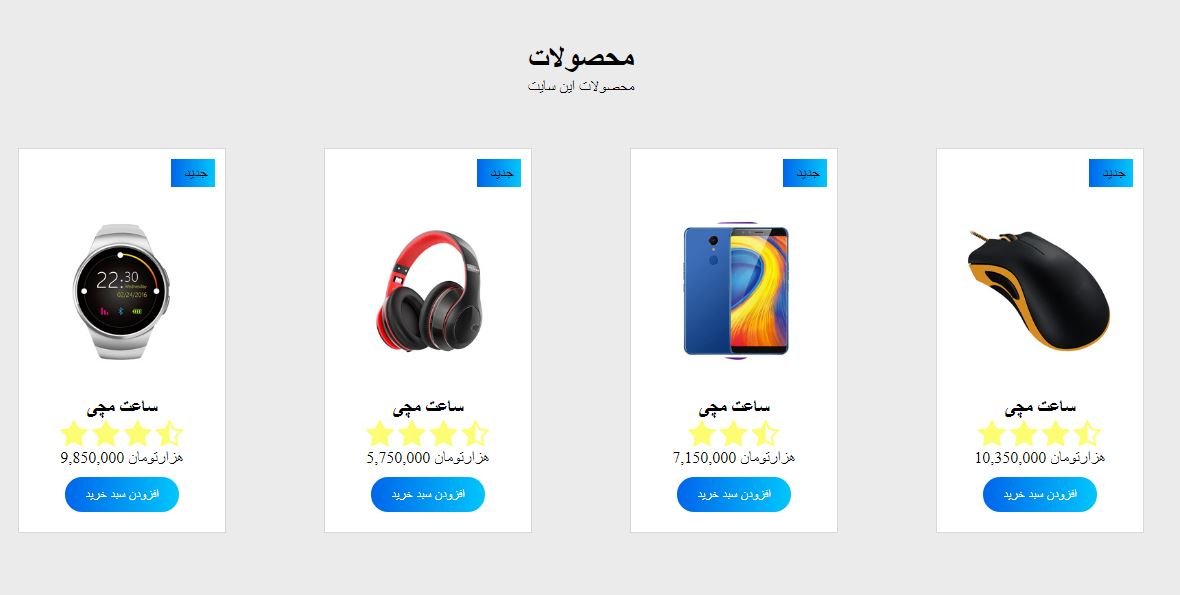 محصولات
محصولات این سایت
جدید
جدید
جدید
جدید
22:30
Wednesday
02/24/2016
ساعت مچی
ساعت مچی
ساعت مچی
ساعت مچی
10,350,000 هزارتومان
7,150,000 هزارتومان
5,750,000 هزارتومان
9,850,000 هزارتومان
افزودن سبد خرید
افزودن سبد خرید
افزودن سبد خرید
افزودن سبد خرید